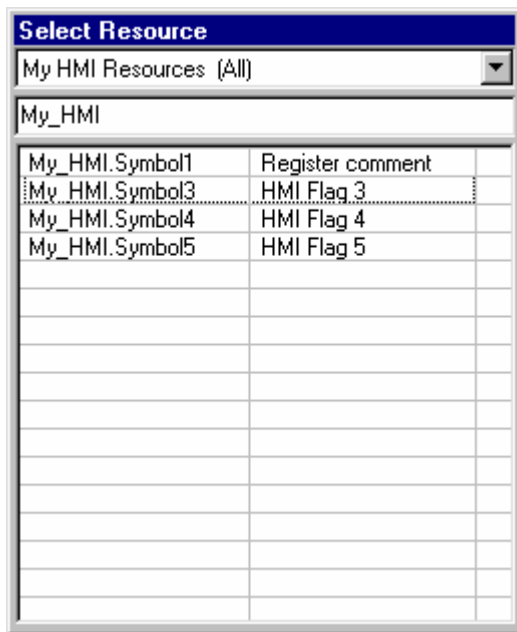 Select Resource
My HMI Resources (All)
My_HMI
My_HMI.Symbol1 Register comment
My_HMI.Symbol3 HMI Flag 3
My_HMI.Symbol4 HMI Flag 4
My_HMI.Symbol5 HMI Flag 5